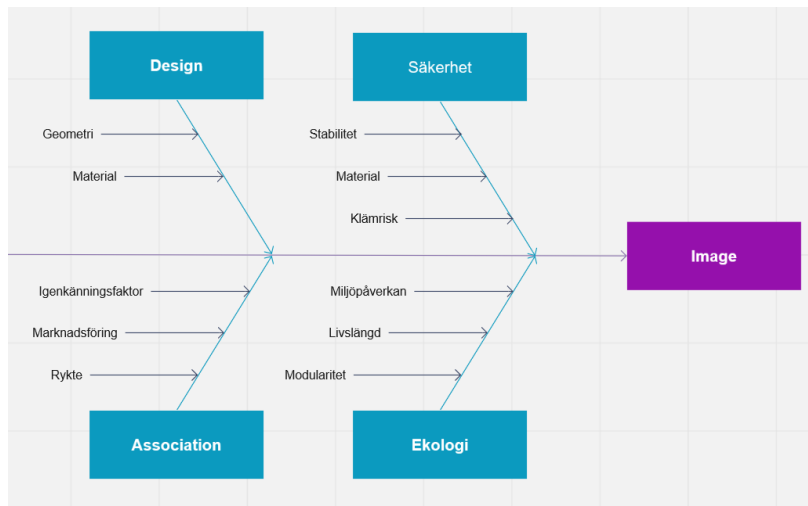 Design
Säkerhet
Geometri
Material
Stabilitet
Material
Klämrisk
Image
Igenkänningsfaktor
Marknadsföring
Rykte
Miljöpåverkan
Livslängd
Modularitet
Association
Ekologi